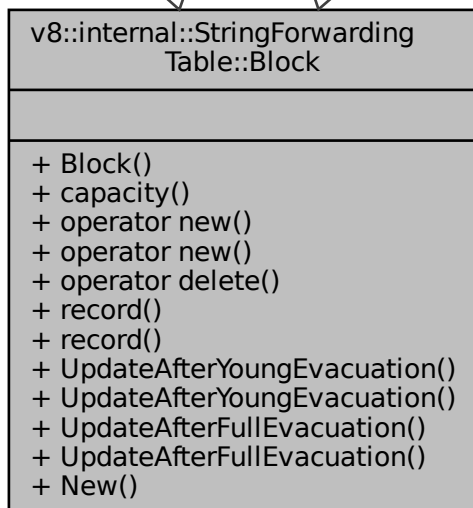 v8::internal::StringForwarding
Table::Block
+ Block()
+ capacity()
+ operator new()
+ operator new()
+ operator delete()
+ record()
+ record()
+ UpdateAfterYoungEvacuation()
+ UpdateAfterYoungEvacuation()
+ UpdateAfterFullEvacuation()
+ UpdateAfterFullEvacuation()
+ New()